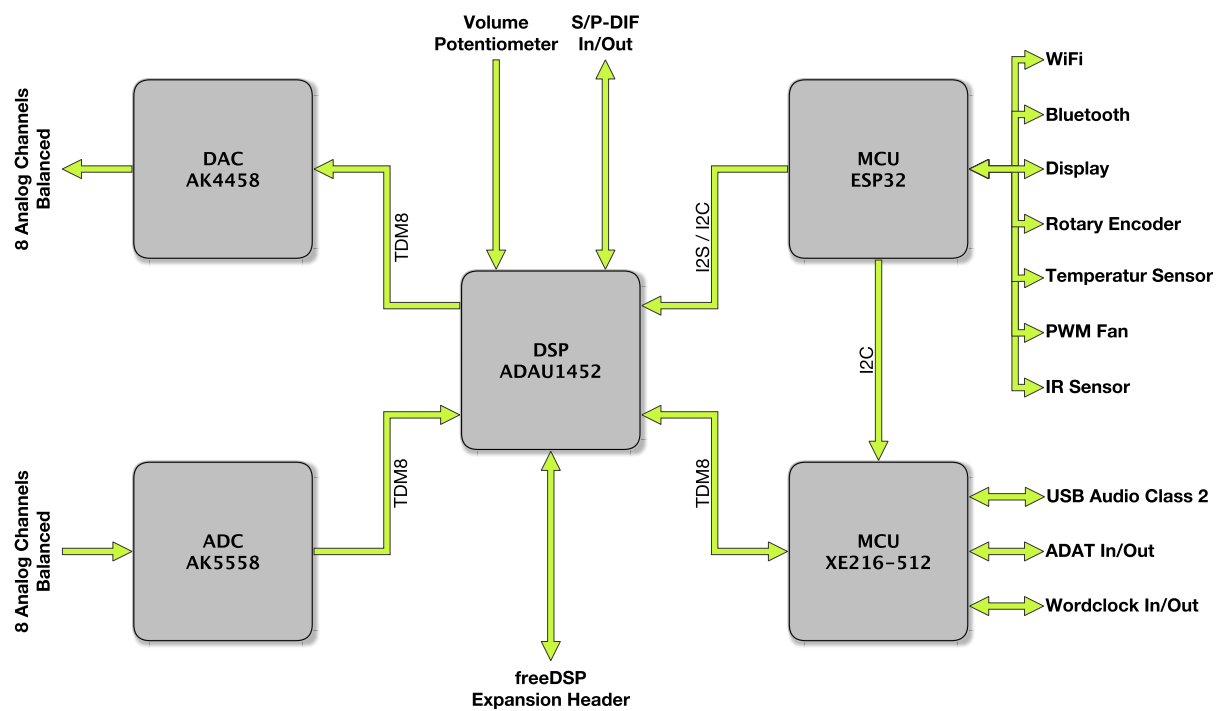 Volume
Potentiometer
S/P-DIF
In/Out
8 Analog Channels
Balanced
DAC
AK4458
TDM8
I2S / I2C
MCU
ESP32
WiFi
Bluetooth
Display
Rotary Encoder
Temperatur Sensor
PWM Fan
IR Sensor
DSP
ADAU1452
I2C
8 Analog Channels
Balanced
ADC
AK5558
TDM8
TDM8
MCU
XE216-512
USB Audio Class 2
ADAT In/Out
Wordclock In/Out
freeDSP
Expansion Header